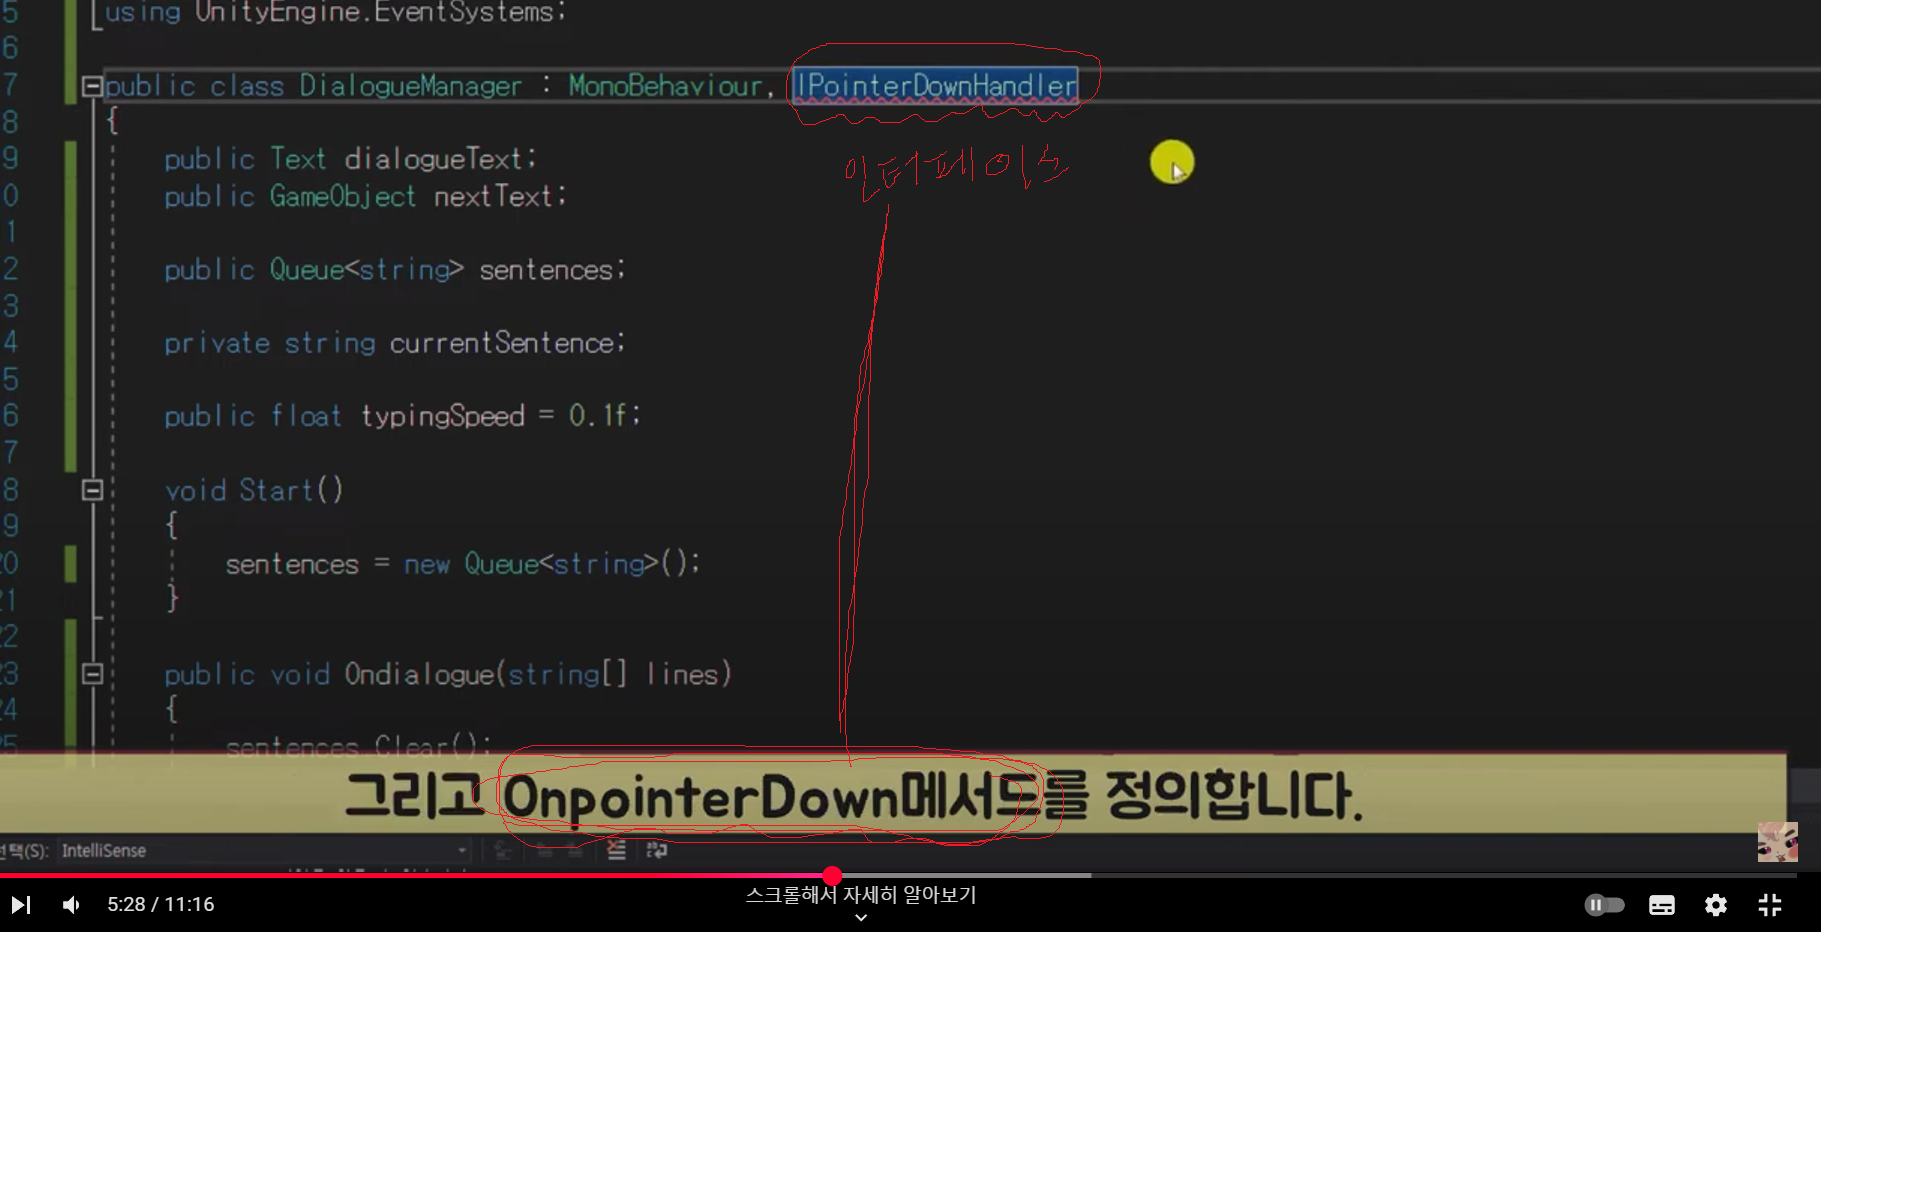 5 using UnityEngine.EventSystems;
6
7 public class DialogueManager : MonoBehaviour, IPointerDownHandler
8 {
인터페이스
9 public Text dialogueText;
0 public GameObject nextText;
1
2 public Queue<string> sentences;
3
4 private string currentSentence;
5
6 public float typingSpeed = 0.1f;
7
8 void Start()
9 {
20 sentences = new Queue<string>();
21 }
22
23 public void Ondialogue(string[] lines)
24 {
25 sentences.Clear();
그리고 OnpointerDown메서드를 정의합니다.
선택(S): IntelliSense
5:28 / 11:16
스크롤해서 자세히 알아보기